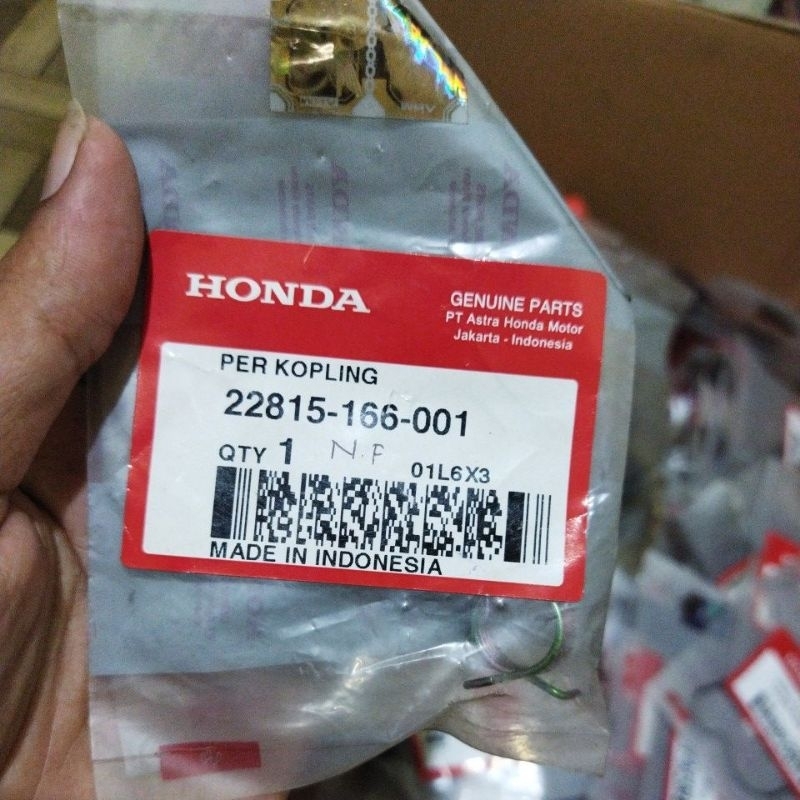 HONDA
GENUINE PARTS
PT Astra Honda Motor
Jakarta - Indonesia
PER KOPLING
22815-166-001
QTY 1 N.F 01L6X3
MADE IN INDONESIA